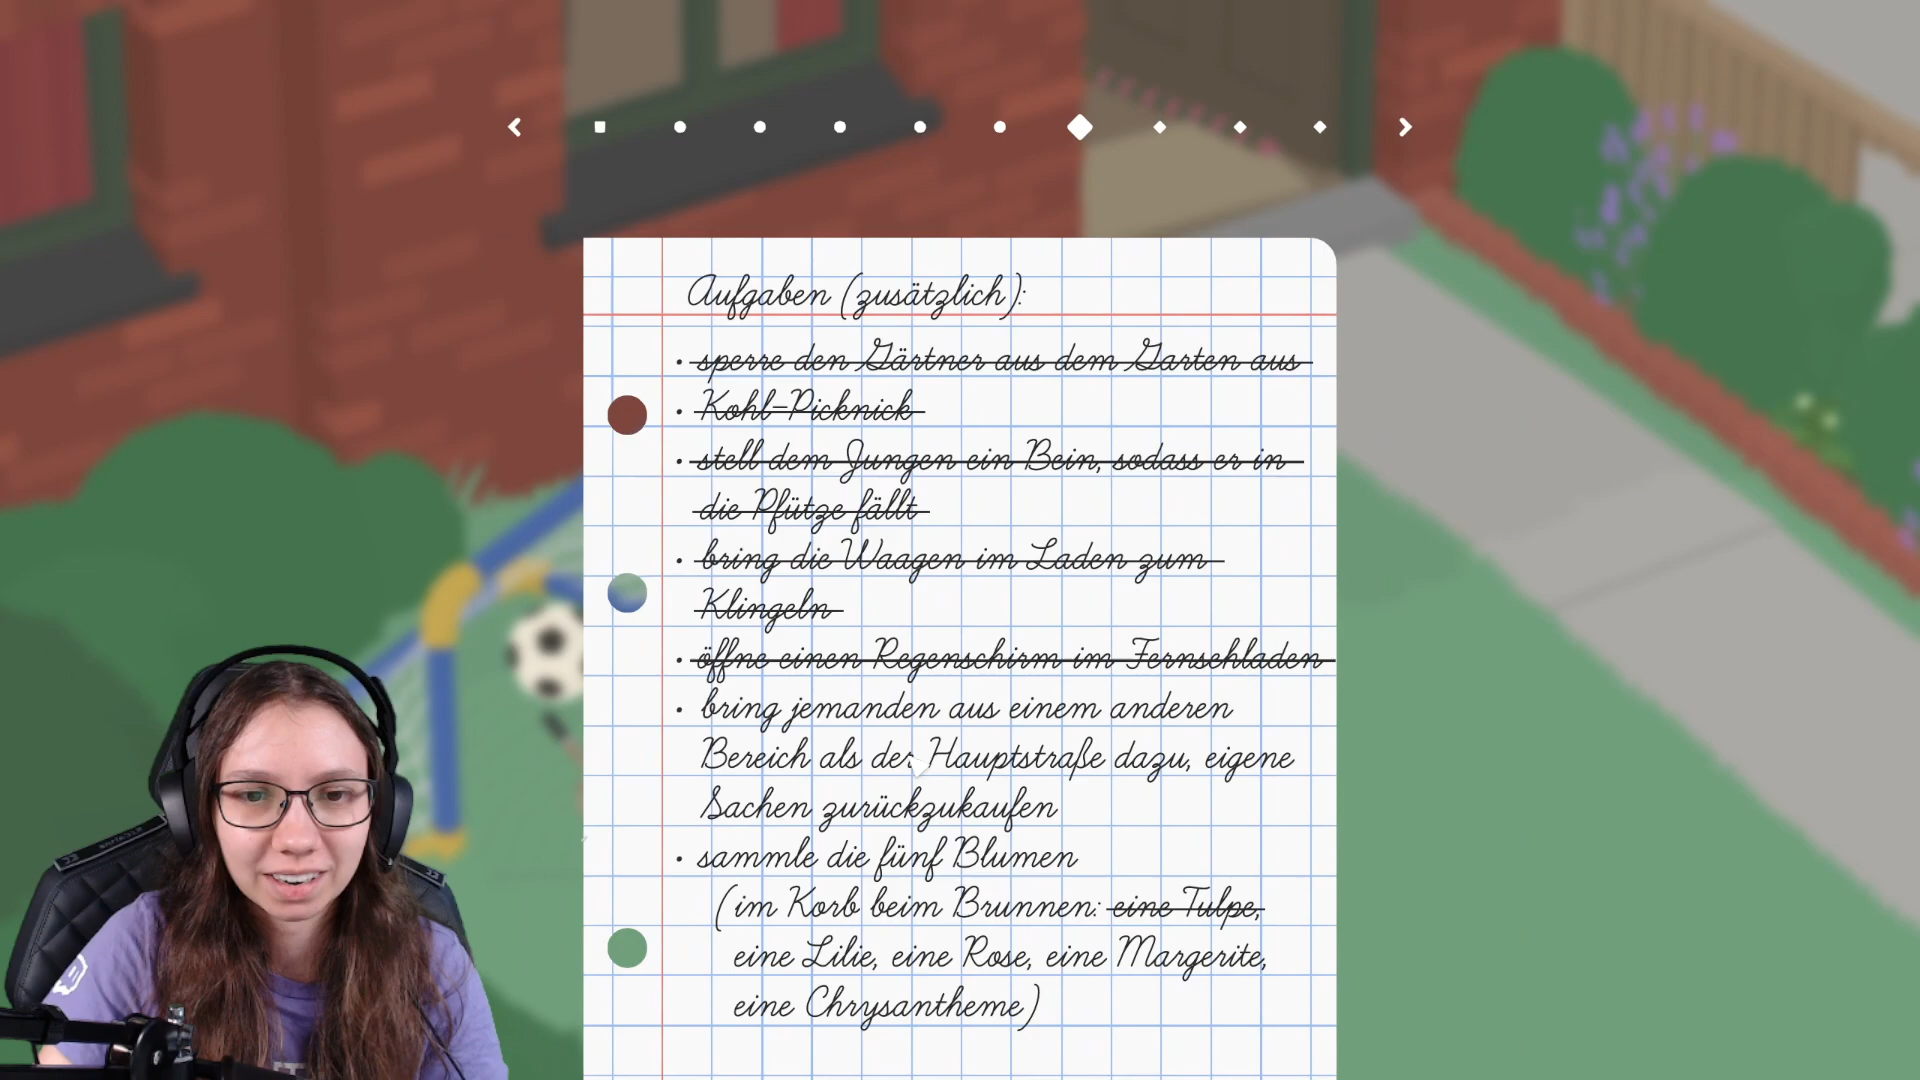 Aufgaben (zusätzlich):
• sperre den Gärtner aus dem Garten aus
• Kohl-Picknick
• stell dem Jungen ein Bein, sodass er in
die Pfütze fällt
• bring die Waagen im Laden zum
Klingeln
• öffne einen Regenschirm im Fernsehladen
• bring jemanden aus einem anderen
Bereich als der Hauptstraße dazu, eigene
Sachen zurückzukaufen
• sammle die fünf Blumen
(im Korb beim Brunnen: eine Tulpe,
eine Lilie, eine Rose, eine Margerite,
eine Chrysantheme)